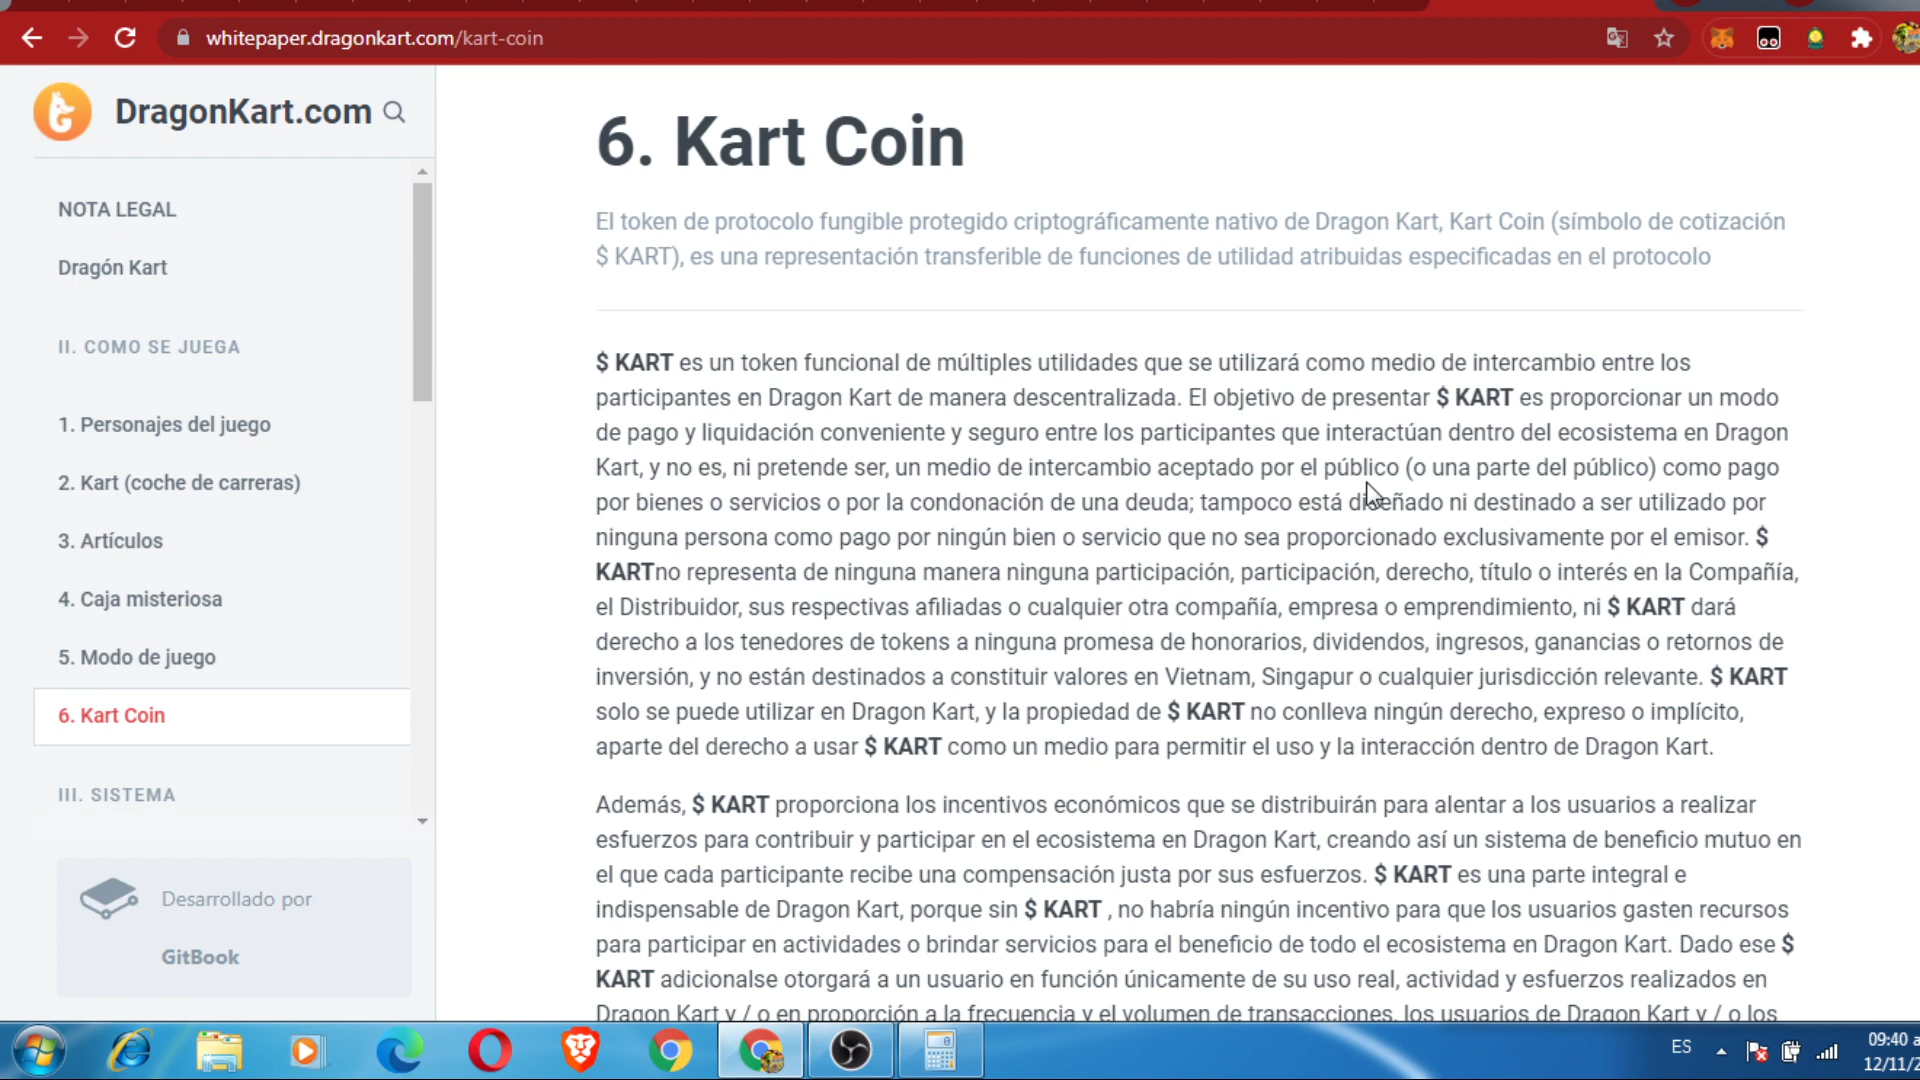 whitepaper.dragonkart.com/kart-coin
DragonKart.com
NOTA LEGAL
Dragón Kart
II. COMO SE JUEGA
1. Personajes del juego
2. Kart (coche de carreras)
3. Artículos
4. Caja misteriosa
5. Modo de juego
6. Kart Coin
III. SISTEMA
Desarrollado por
GitBook
6. Kart Coin
El token de protocolo fungible protegido criptográficamente nativo de Dragon Kart, Kart Coin (símbolo de cotización
$ KART), es una representación transferible de funciones de utilidad atribuidas especificadas en el protocolo
$ KART es un token funcional de múltiples utilidades que se utilizará como medio de intercambio entre los
participantes en Dragon Kart de manera descentralizada. El objetivo de presentar $ KART es proporcionar un modo
de pago y liquidación conveniente y seguro entre los participantes que interactúan dentro del ecosistema en Dragon
Kart, y no es, ni pretende ser, un medio de intercambio aceptado por el público (o una parte del público) como pago
por bienes o servicios o por la condonación de una deuda; tampoco está diseñado ni destinado a ser utilizado por
ninguna persona como pago por ningún bien o servicio que no sea proporcionado exclusivamente por el emisor. $
KARTno representa de ninguna manera ninguna participación, participación, derecho, título o interés en la Compañía,
el Distribuidor, sus respectivas afiliadas o cualquier otra compañía, empresa o emprendimiento, ni $ KART dará
derecho a los tenedores de tokens a ninguna promesa de honorarios, dividendos, ingresos, ganancias o retornos de
inversión, y no están destinados a constituir valores en Vietnam, Singapur o cualquier jurisdicción relevante. $ KART
solo se puede utilizar en Dragon Kart, y la propiedad de $ KART no conlleva ningún derecho, expreso o implícito,
aparte del derecho a usar $ KART como un medio para permitir el uso y la interacción dentro de Dragon Kart.
Además, $ KART proporciona los incentivos económicos que se distribuirán para alentar a los usuarios a realizar
esfuerzos para contribuir y participar en el ecosistema en Dragon Kart, creando así un sistema de beneficio mutuo en
el que cada participante recibe una compensación justa por sus esfuerzos. $ KART es una parte integral e
indispensable de Dragon Kart, porque sin $ KART , no habría ningún incentivo para que los usuarios gasten recursos
para participar en actividades o brindar servicios para el beneficio de todo el ecosistema en Dragon Kart. Dado ese $
KART adicionalse otorgará a un usuario en función únicamente de su uso real, actividad y esfuerzos realizados en
Dragon Kart y / o en proporción a la frecuencia y el volumen de transacciones, los usuarios de Dragon Kart y / o los
ES
09:40 a
12/11/2